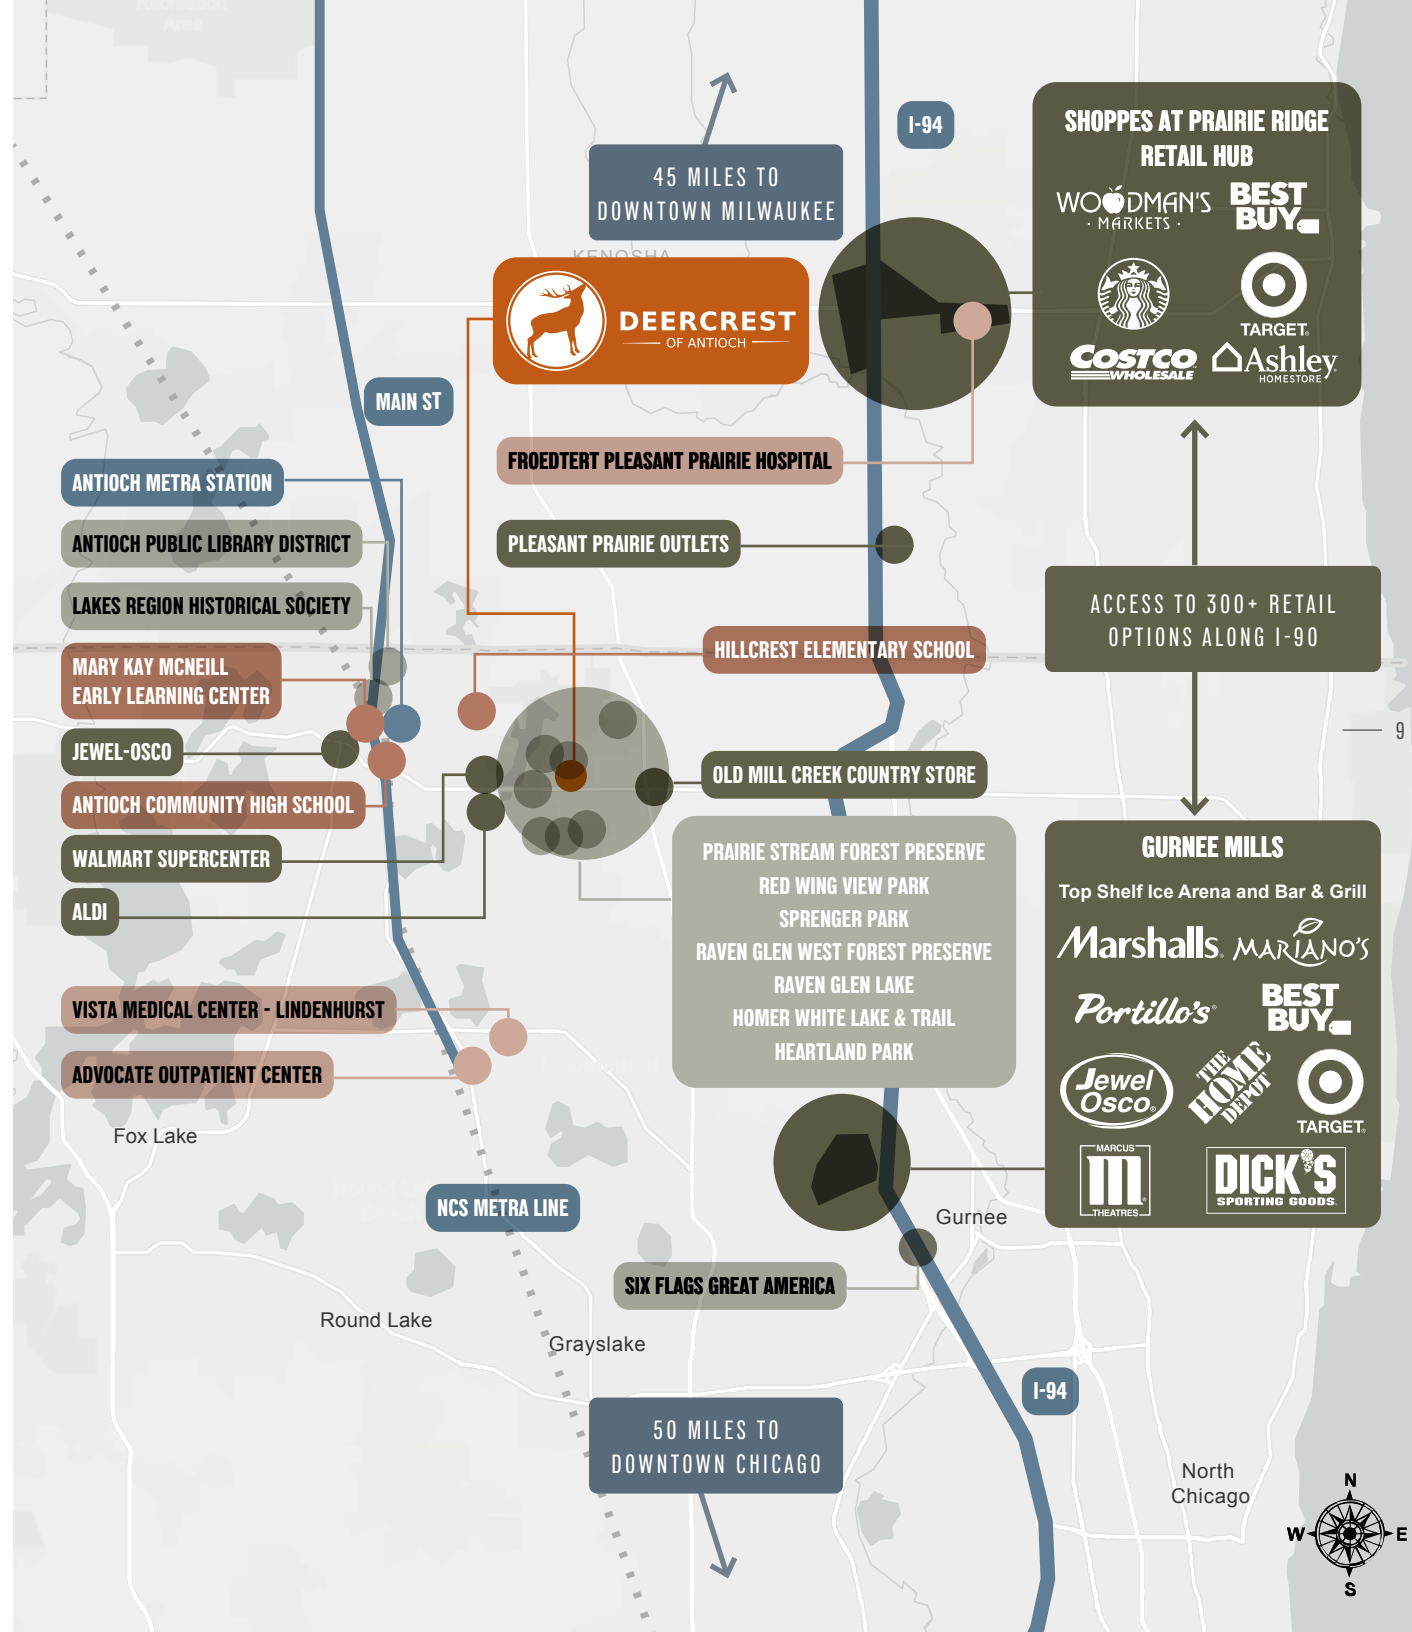 Recreation
Area
I-94
SHOPPES AT PRAIRIE RIDGE
RETAIL HUB
WOODMAN'S
· MARKETS ·
BEST
BUY
TARGET
COSTCO
WHOLESALE
Ashley
HOMESTORE
45 MILES TO
DOWNTOWN MILWAUKEE
KENOSHA
DEERCREST
OF ANTIOCH
MAIN ST
FROEDTERT PLEASANT PRAIRIE HOSPITAL
ANTIOCH METRA STATION
ANTIOCH PUBLIC LIBRARY DISTRICT
PLEASANT PRAIRIE OUTLETS
LAKES REGION HISTORICAL SOCIETY
ACCESS TO 300+ RETAIL
OPTIONS ALONG I-90
HILLCREST ELEMENTARY SCHOOL
MARY KAY MCNEILL
EARLY LEARNING CENTER
9
JEWEL-OSCO
OLD MILL CREEK COUNTRY STORE
ANTIOCH COMMUNITY HIGH SCHOOL
WALMART SUPERCENTER
ALDI
PRAIRIE STREAM FOREST PRESERVE
RED WING VIEW PARK
SPRENGER PARK
RAVEN GLEN WEST FOREST PRESERVE
RAVEN GLEN LAKE
HOMER WHITE LAKE & TRAIL
HEARTLAND PARK
GURNEE MILLS
Top Shelf Ice Arena and Bar & Grill
Marshalls
MARIANO'S
Portillo's
BEST
BUY
Jewel
Osco
THE
HOME
DEPOT
TARGET
MARCUS
M
THEATRES
DICK'S
SPORTING GOODS
VISTA MEDICAL CENTER - LINDENHURST
ADVOCATE OUTPATIENT CENTER
Fox Lake
NCS METRA LINE
Gurnee
SIX FLAGS GREAT AMERICA
Round Lake
Grayslake
I-94
50 MILES TO
DOWNTOWN CHICAGO
North
Chicago
N
W
E
S